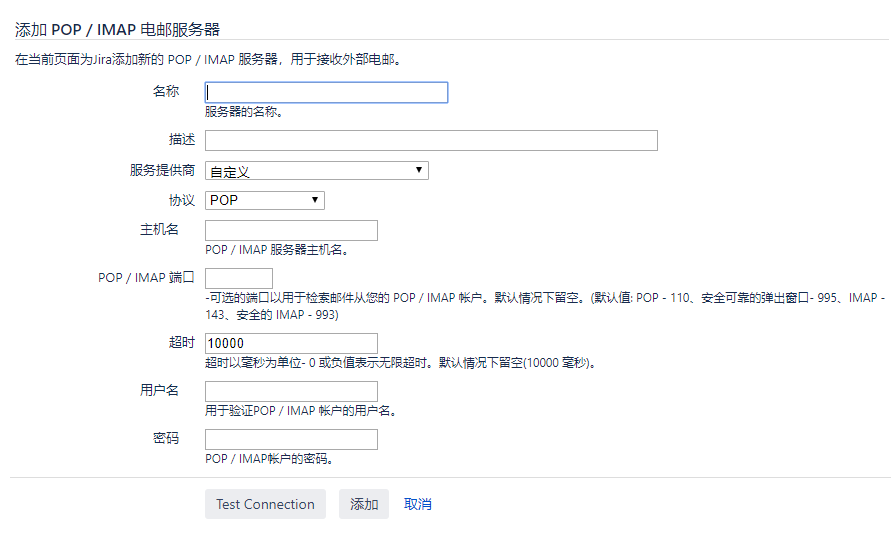 添加 POP / IMAP 电邮服务器
在当前页面为Jira添加新的 POP / IMAP 服务器，用于接收外部电邮。
名称
服务器的名称。
描述
服务提供商 自定义
协议 POP
主机名
POP / IMAP 服务器主机名。
POP / IMAP 端口
-可选的端口以用于检索邮件从您的 POP / IMAP 帐户。默认情况下留空。(默认值: POP - 110、安全可靠的弹出窗口- 995、IMAP -
143、安全的 IMAP - 993)
超时 10000
超时以毫秒为单位- 0 或负值表示无限超时。默认情况下留空(10000 毫秒)。
用户名
用于验证POP / IMAP 帐户的用户名。
密码
POP / IMAP帐户的密码。
Test Connection 添加 取消